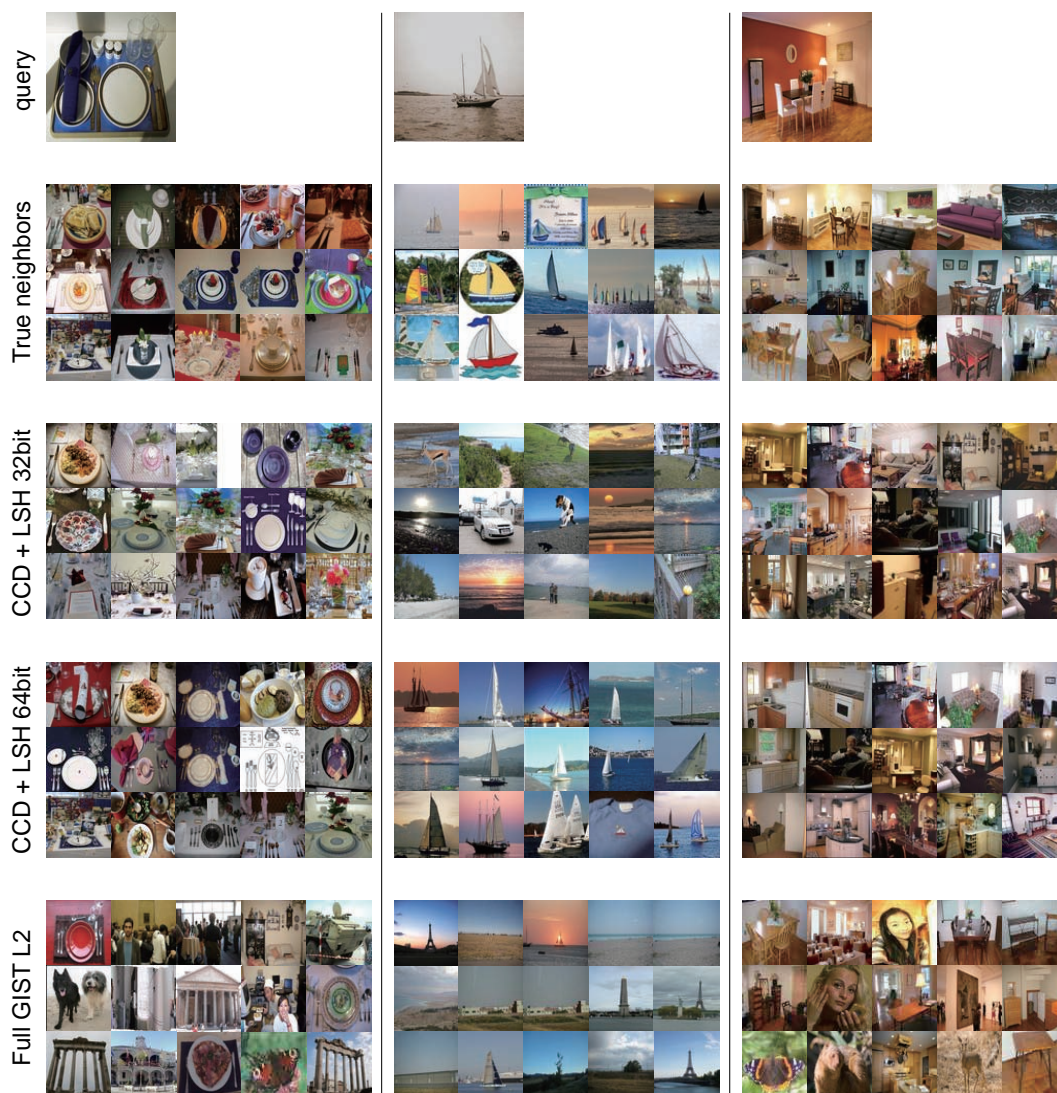 query
True neighbors
CCD + LSH 32bit
CCD + LSH 64bit
Full GIST L2